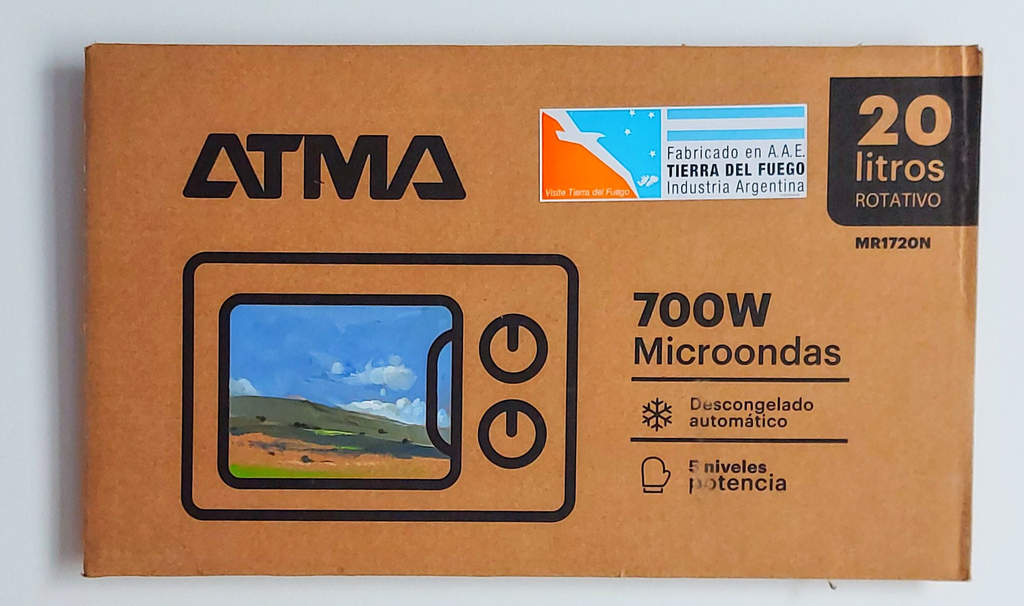 ATMA
Visite Tierra del Fuego
Fabricado en A.A.E.
TIERRA DEL FUEGO
Industria Argentina
20
litros
ROTATIVO
MR1720N
700W
Microondas
Descongelado
automático
5 niveles
potencia